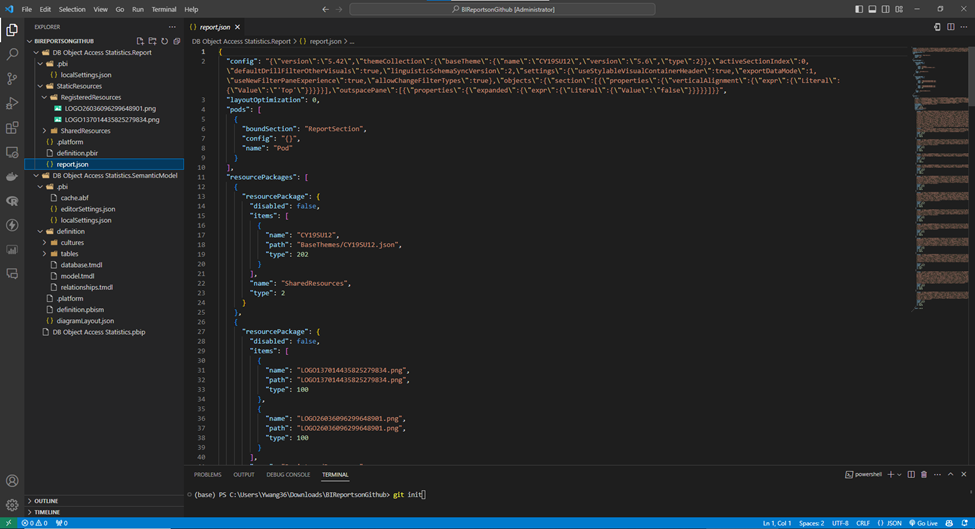 File Edit Selection View Go Run Terminal Help
BIReportsonGithub [Administrator]
EXPLORER
BIREPORTSONGITHUB
DB Object Access Statistics.Report
.pbi
localSettings.json
StaticResources
RegisteredResources
LOGO26036096299648901.png
LOGO137014435825279834.png
SharedResources
.platform
definition.pbir
report.json
DB Object Access Statistics.SemanticModel
.pbi
cache.abf
editorSettings.json
localSettings.json
definition
cultures
tables
database.tmdl
model.tmdl
relationships.tmdl
.platform
definition.pbism
diagramLayout.json
DB Object Access Statistics.pbip
OUTLINE
TIMELINE
report.json
DB Object Access Statistics.Report > report.json > ...
1 {
2 "config": "{\"version\":\"5.42\",\"themeCollection\":{\"baseTheme\":{\"name\":\"CY19SU12\",\"version\":\"5.6\",\"type\":2}},\"activeSectionIndex\":0,
\"defaultDrillFilterOtherVisuals\":true,\"linguisticSchemaSyncVersion\":2,\"settings\":{\"useStylableVisualContainerHeader\":true,\"exportDataMode\":1,
\"useNewFilterPaneExperience\":true,\"allowChangeFilterTypes\":true},\"objects\":{\"section\":[{\"properties\":{\"verticalAlignment\":{\"expr\":{\"Literal\":
{\"Value\":\"'Top'\"}}}}}],\"outspacePane\":[{\"properties\":{\"expanded\":{\"expr\":{\"Literal\":{\"Value\":\"false\"}}}}}]}}",
3 "layoutOptimization": 0,
4 "pods": [
5 {
6 "boundSection": "ReportSection",
7 "config": "{}",
8 "name": "Pod"
9 }
10 ],
11 "resourcePackages": [
12 {
13 "resourcePackage": {
14 "disabled": false,
15 "items": [
16 {
17 "name": "CY19SU12",
18 "path": "BaseThemes/CY19SU12.json",
19 "type": 202
20 }
21 ],
22 "name": "SharedResources",
23 "type": 2
24 }
25 },
26 {
27 "resourcePackage": {
28 "disabled": false,
29 "items": [
30 {
31 "name": "LOGO137014435825279834.png",
32 "path": "LOGO137014435825279834.png",
33 "type": 100
34 },
35 {
36 "name": "LOGO26036096299648901.png",
37 "path": "LOGO26036096299648901.png",
38 "type": 100
39 }
40 ],
PROBLEMS OUTPUT DEBUG CONSOLE TERMINAL
powershell
(base) PS C:\Users\Ywang36\Downloads\BIReportsonGithub> git init
0 0 0
Ln 1, Col 1 Spaces: 2 UTF-8 CRLF {} JSON Go Live